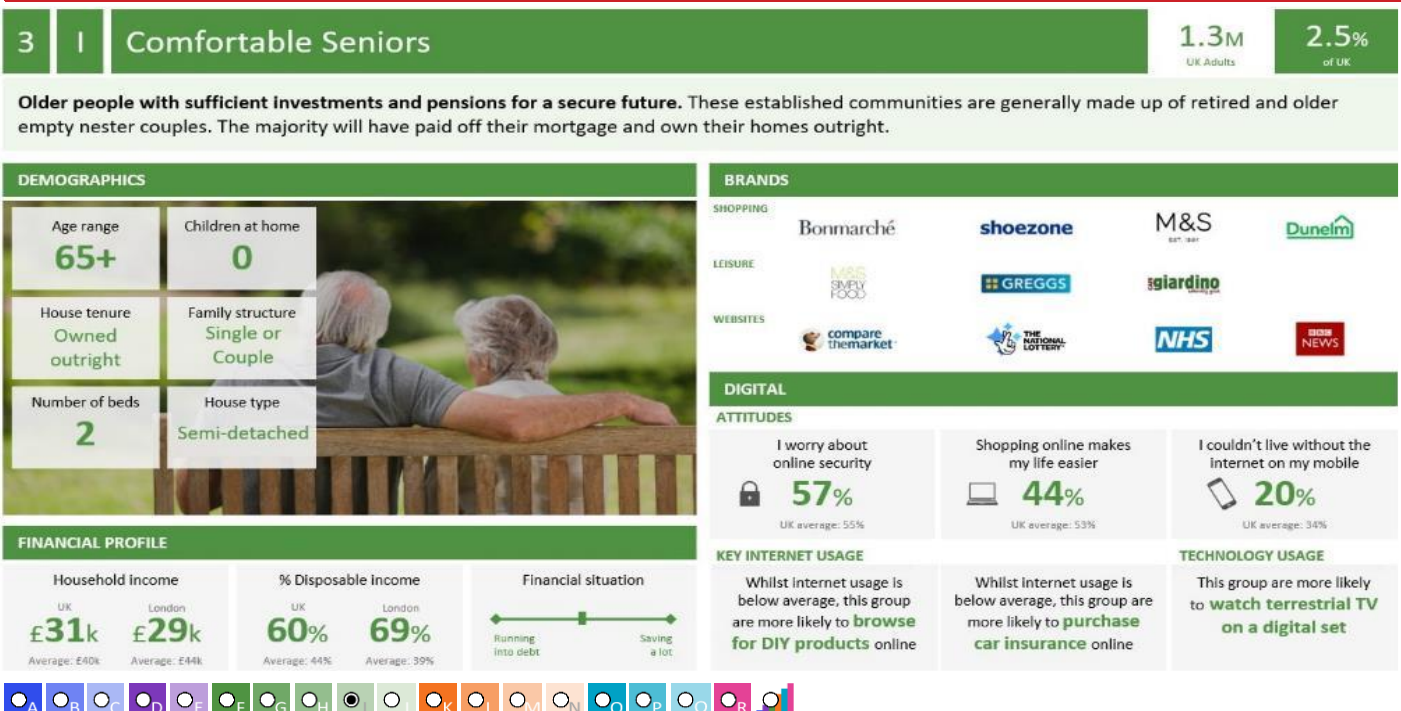 3 I Comfortable Seniors
1.3M
UK Adults
2.5%
of UK
Older people with sufficient investments and pensions for a secure future. These established communities are generally made up of retired and older
empty nester couples. The majority will have paid off their mortgage and own their homes outright.
DEMOGRAPHICS
Age range
65+
Children at home
0
House tenure
Owned
outright
Family structure
Single or
Couple
Number of beds
2
House type
Semi-detached
FINANCIAL PROFILE
Household income
UK
£31k
Average: £40k
London
£29k
Average: £44k
% Disposable income
UK
60%
Average: 44%
London
69%
Average: 39%
Financial situation
Running
into debt
Saving
a lot
BRANDS
SHOPPING
Bonmarché
shoezone
M&S
EST. 1884
Dunelm
LEISURE
M&S
SIMPLY
FOOD
GREGGS
giardino
WEBSITES
compare
themarket
THE
NATIONAL
LOTTERY
NHS
BBC
NEWS
DIGITAL
ATTITUDES
I worry about
online security
57%
UK average: 55%
Shopping online makes
my life easier
44%
UK average: 53%
I couldn't live without the
internet on my mobile
20%
UK average: 34%
KEY INTERNET USAGE
Whilst internet usage is
below average, this group
are more likely to browse
for DIY products online
Whilst internet usage is
below average, this group are
more likely to purchase
car insurance online
TECHNOLOGY USAGE
This group are more likely
to watch terrestrial TV
on a digital set
A B C D E F G H I J K L M N O P Q R